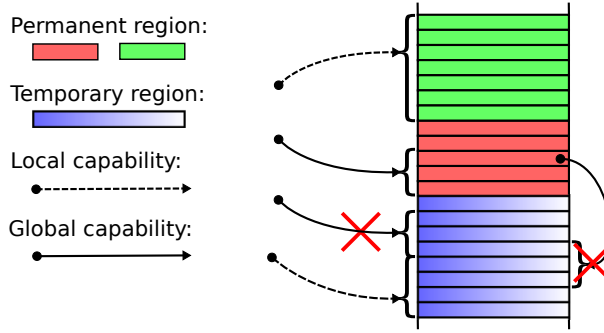 Permanent region:
Temporary region:
Local capability:
Global capability: